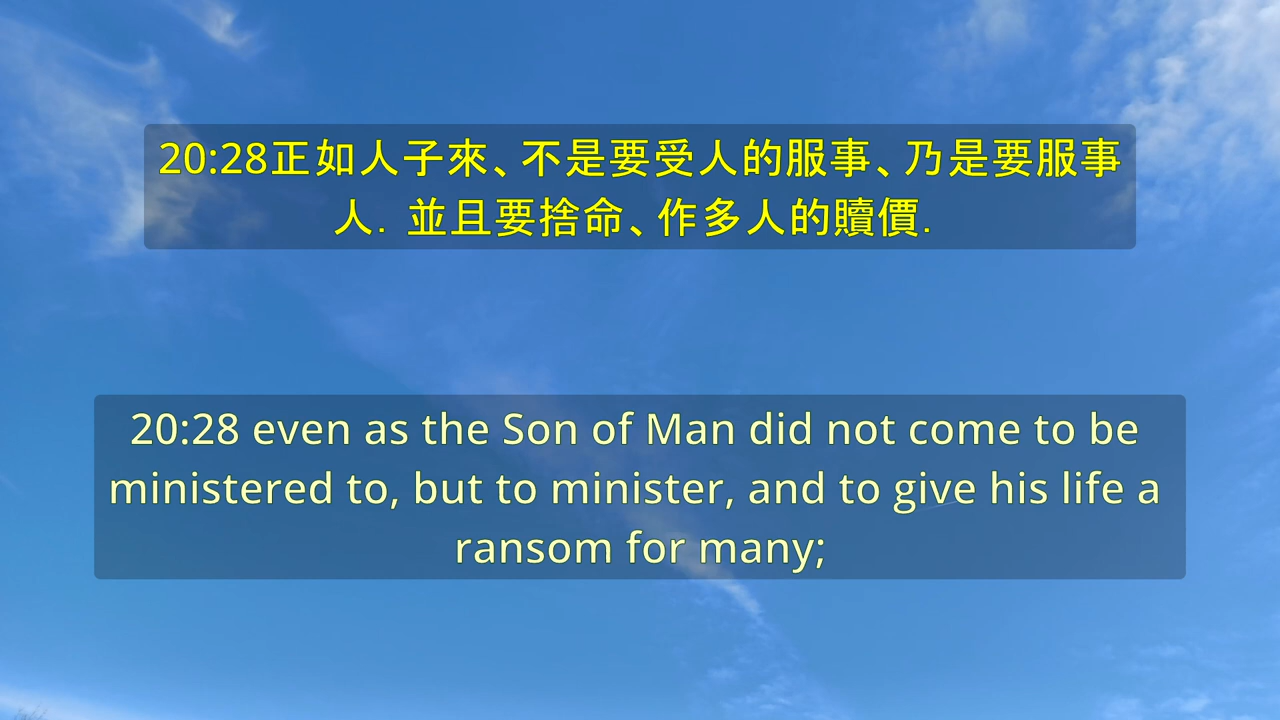 20:28正如人子來、不是要受人的服事、乃是要服事
人. 並且要捨命、作多人的贖價.
20:28 even as the Son of Man did not come to be
ministered to, but to minister, and to give his life a
ransom for many;